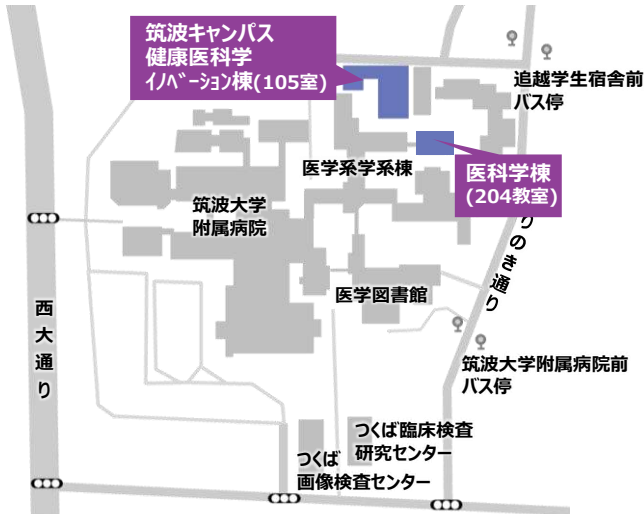 筑波キャンパス
健康医科学
イノベーション棟(105室)
追越学生宿舎前
バス停
医学系学系棟
医科学棟
(204教室)
筑波大学
附属病院
りのき通り
医学図書館
西大通り
筑波大学附属病院前
バス停
つくば臨床検査
研究センター
つくば
画像検査センター